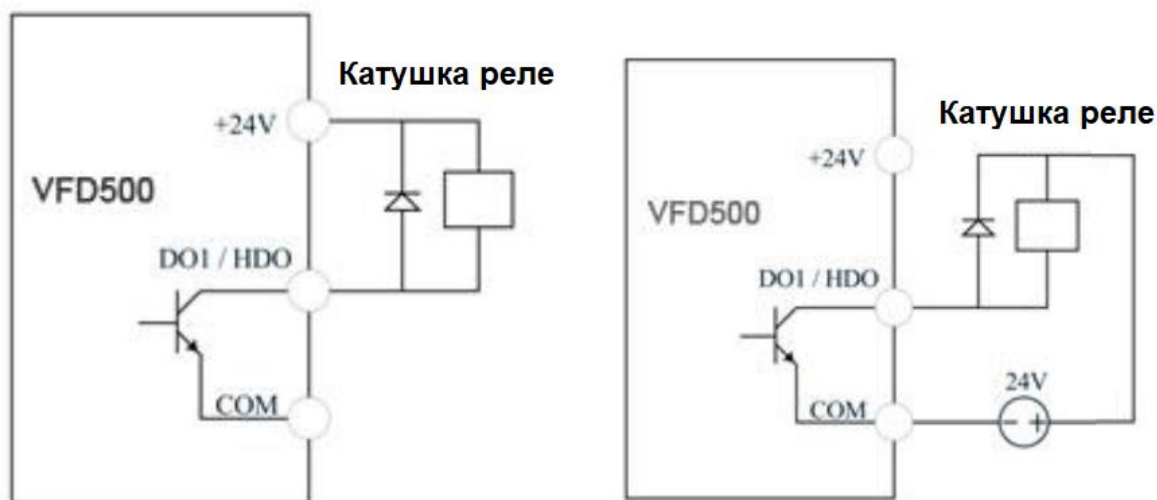 Катушка реле
+24V
VFD500
DO1 / HDO
COM
Катушка реле
+24V
VFD500
DO1 / HDO
COM
24V
- +